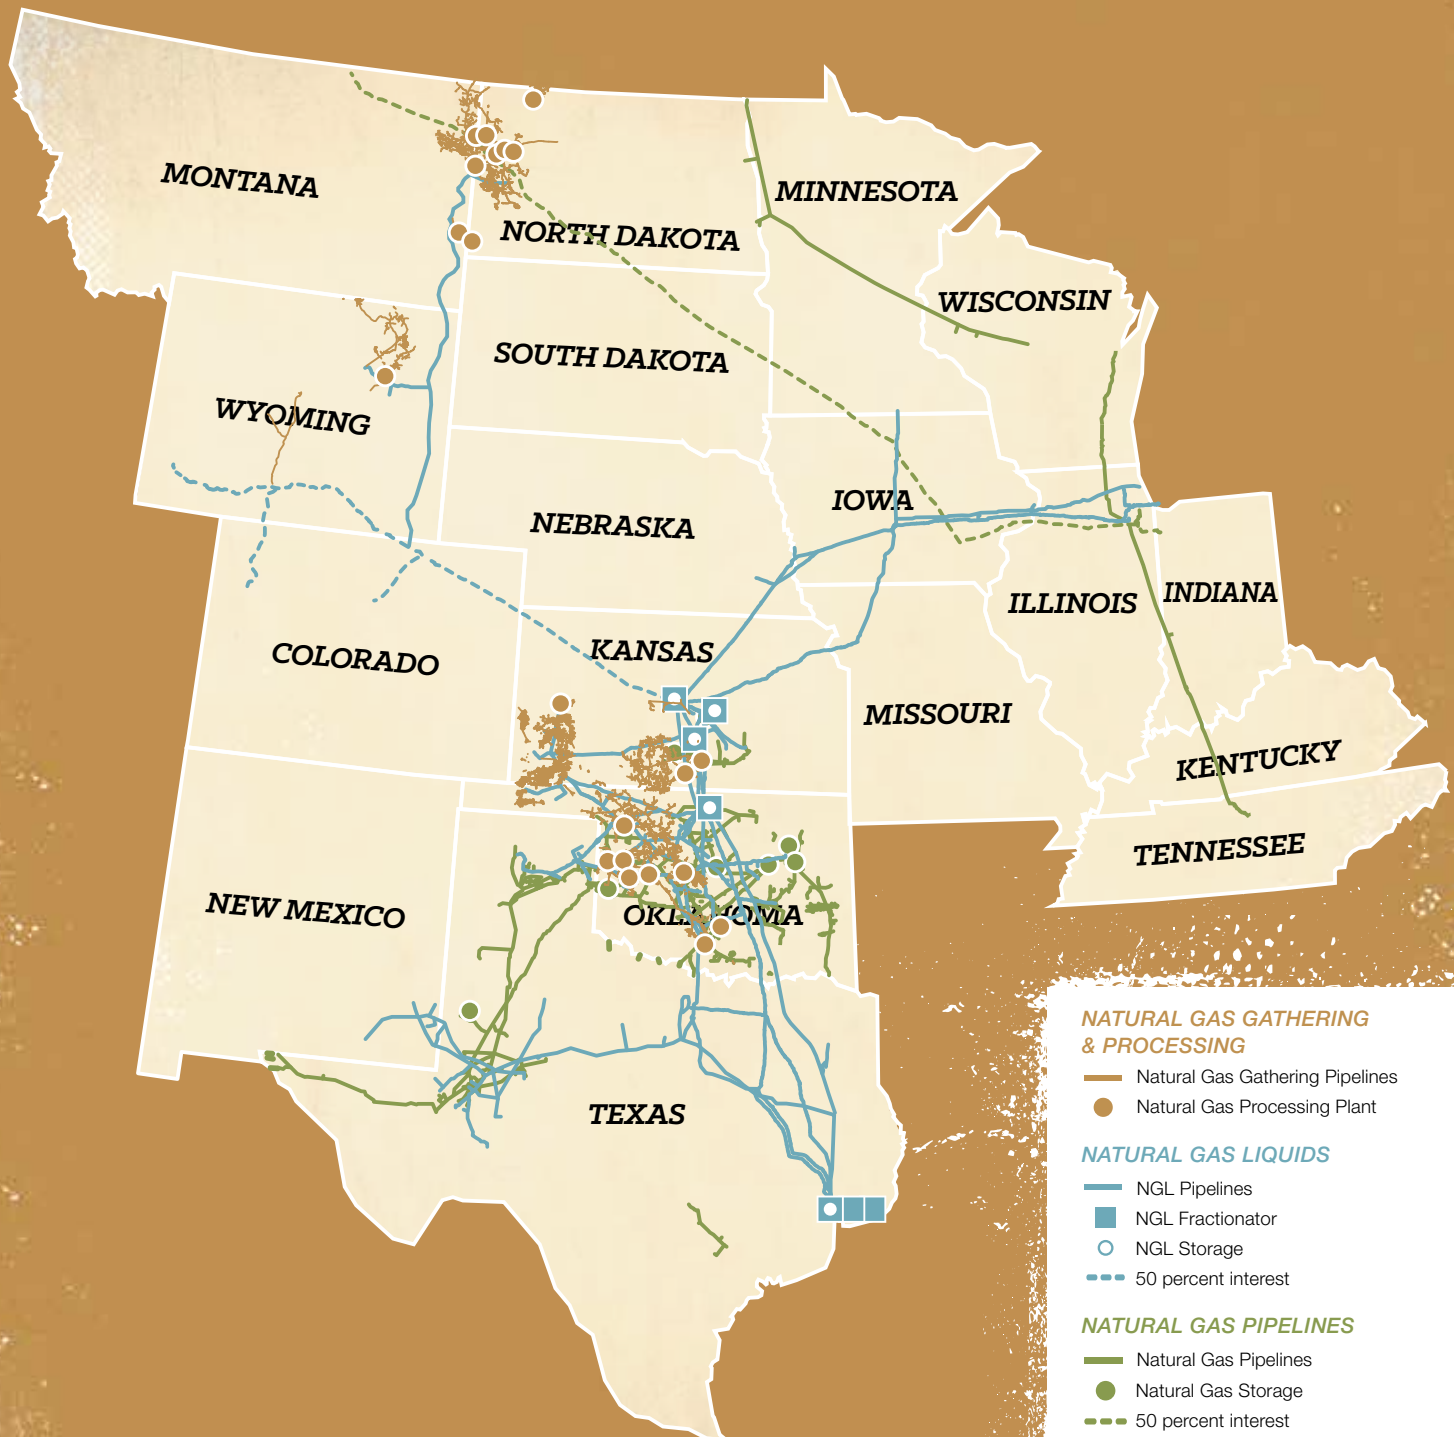 MONTANA
MINNESOTA
NORTH DAKOTA
WISCONSIN
SOUTH DAKOTA
WYOMING
IOWA
NEBRASKA
ILLINOIS
INDIANA
KANSAS
COLORADO
MISSOURI
KENTUCKY
TENNESSEE
NEW MEXICO
OKLAHOMA
TEXAS
NATURAL GAS GATHERING
& PROCESSING
Natural Gas Gathering Pipelines
Natural Gas Processing Plant
NATURAL GAS LIQUIDS
NGL Pipelines
NGL Fractionator
NGL Storage
50 percent interest
NATURAL GAS PIPELINES
Natural Gas Pipelines
Natural Gas Storage
50 percent interest